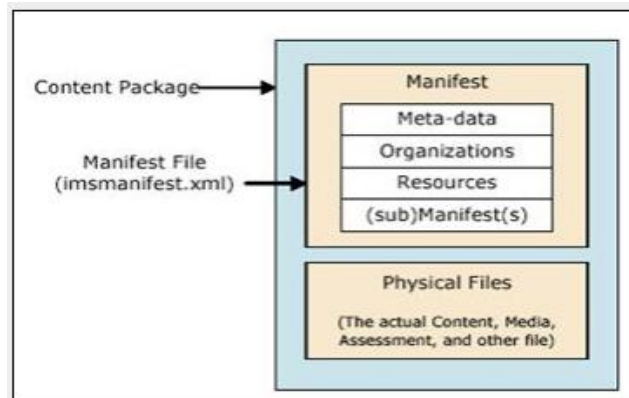 Content Package
Manifest File
(imsmanifest.xml)
Manifest
Meta-data
Organizations
Resources
(sub)Manifest(s)
Physical Files
(The actual Content, Media,
Assessment, and other file)